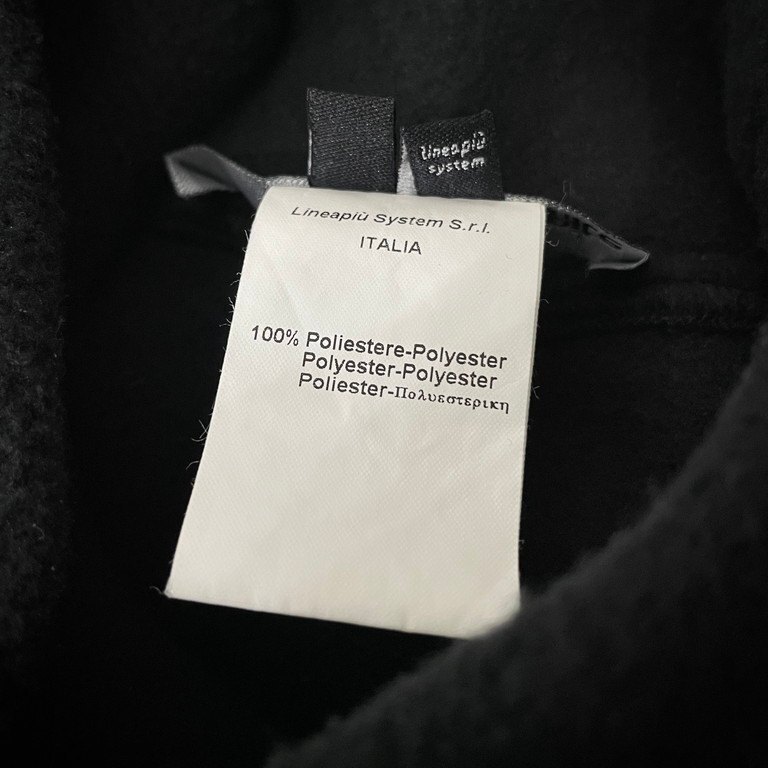 lineapiù
system
Lineapiù System S.r.l.
ITALIA
100% Poliestere-Polyester
Polyester-Polyester
Poliester-Πολυεστερικη